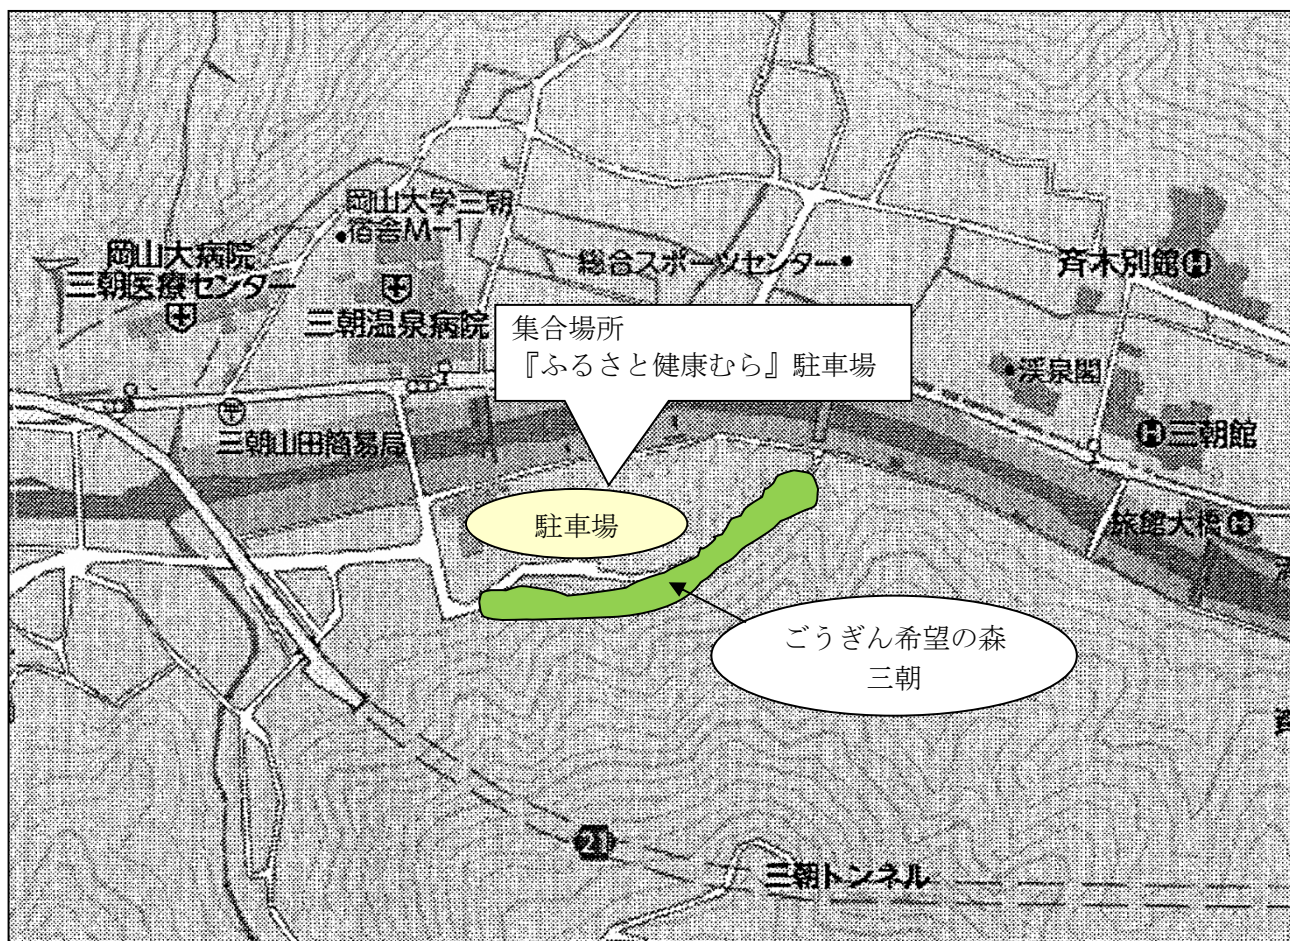 岡山大学三朝
宿舎M-1
岡山大病院
三朝医療センター
総合スポーツセンター
斉木別館
三朝温泉病院
集合場所
『ふるさと健康むら』駐車場
渓泉閣
三朝館
三朝山田簡易局
駐車場
旅館大橋
ごうぎん希望の森
三朝
21
三朝トンネル